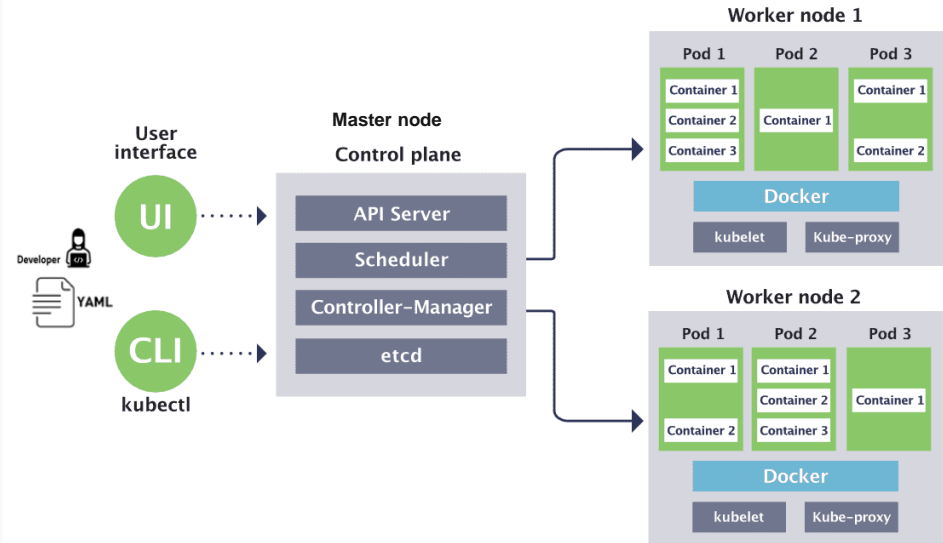 Developer
YAML
User
interface
UI
CLI
kubectl
Master node
Control plane
API Server
Scheduler
Controller-Manager
etcd
Worker node 1
Pod 1 Pod 2 Pod 3
Container 1 Container 1
Container 2 Container 1
Container 3 Container 2
Docker
kubelet Kube-proxy
Worker node 2
Pod 1 Pod 2 Pod 3
Container 1 Container 1
Container 2 Container 1
Container 2 Container 3
Docker
kubelet Kube-proxy